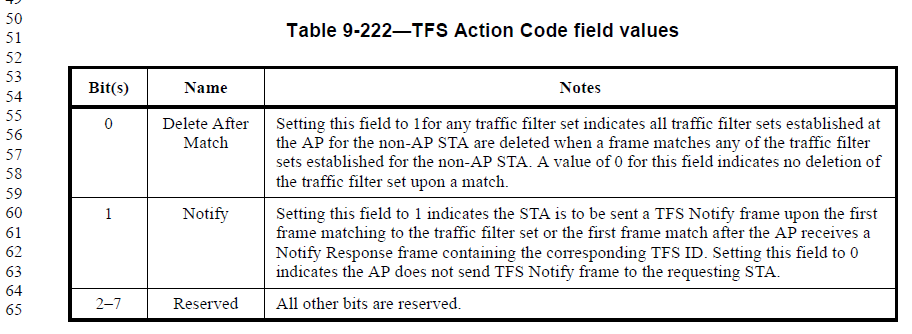 49
50
Table 9-222—TFS Action Code field values
51
52
53
Bit(s) Name Notes
54
55
0 Delete After Setting this field to 1for any traffic filter set indicates all traffic filter sets established at
56
Match the AP for the non-AP STA are deleted when a frame matches any of the traffic filter
57
sets established for the non-AP STA. A value of 0 for this field indicates no deletion of
58
the traffic filter set upon a match.
59
60
1 Notify Setting this field to 1 indicates the STA is to be sent a TFS Notify frame upon the first
61
frame matching to the traffic filter set or the first frame match after the AP receives a
62
Notify Response frame containing the corresponding TFS ID. Setting this field to 0
63
indicates the AP does not send TFS Notify frame to the requesting STA.
64
2–7 Reserved All other bits are reserved.
65